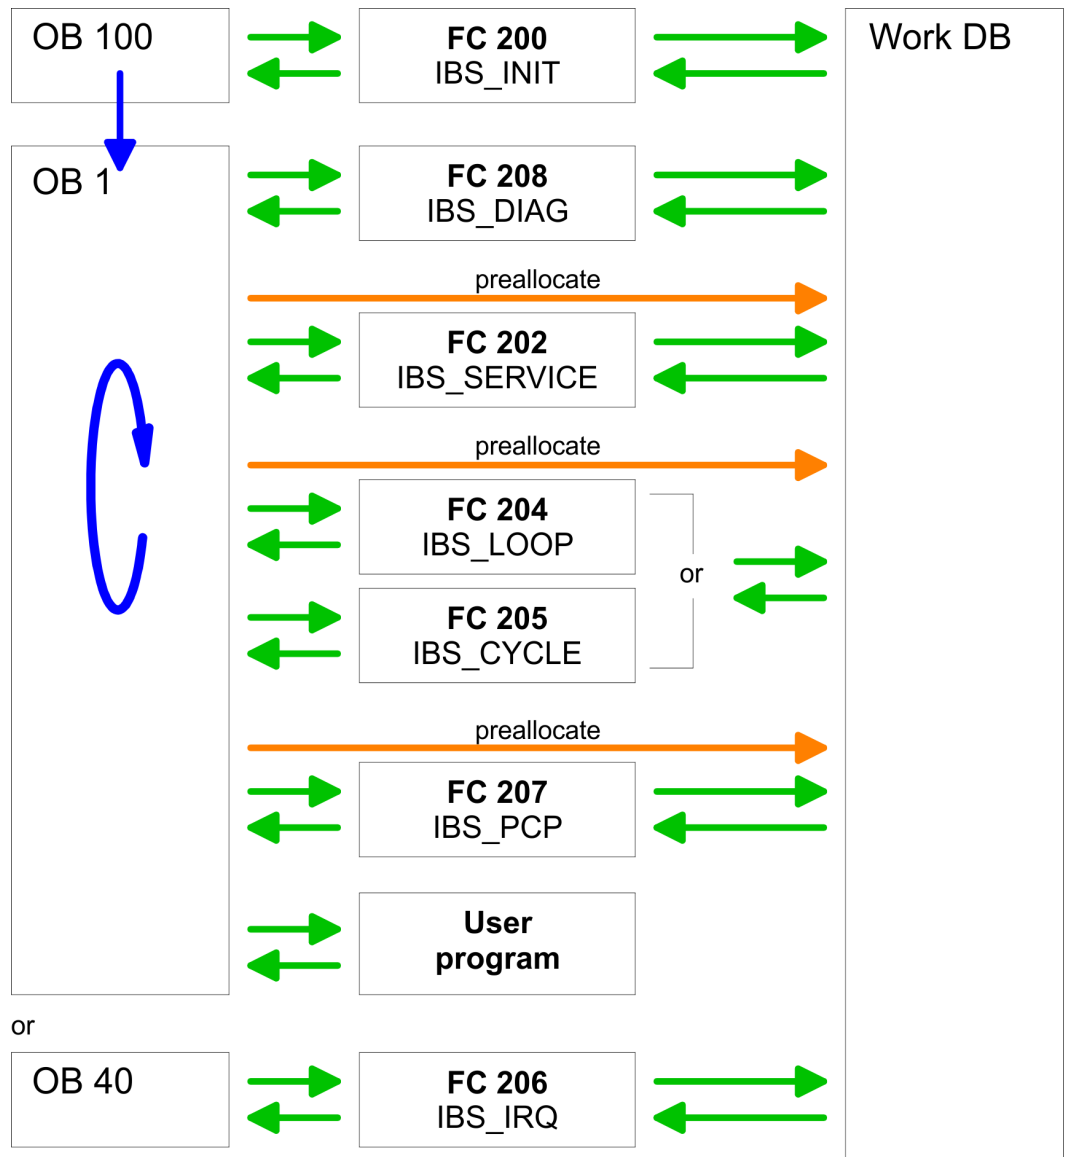 OB 100
FC 200
IBS_INIT
Work DB
OB 1
FC 208
IBS_DIAG
preallocate
FC 202
IBS_SERVICE
preallocate
FC 204
IBS_LOOP
or
FC 205
IBS_CYCLE
preallocate
FC 207
IBS_PCP
User
program
or
OB 40
FC 206
IBS_IRQ